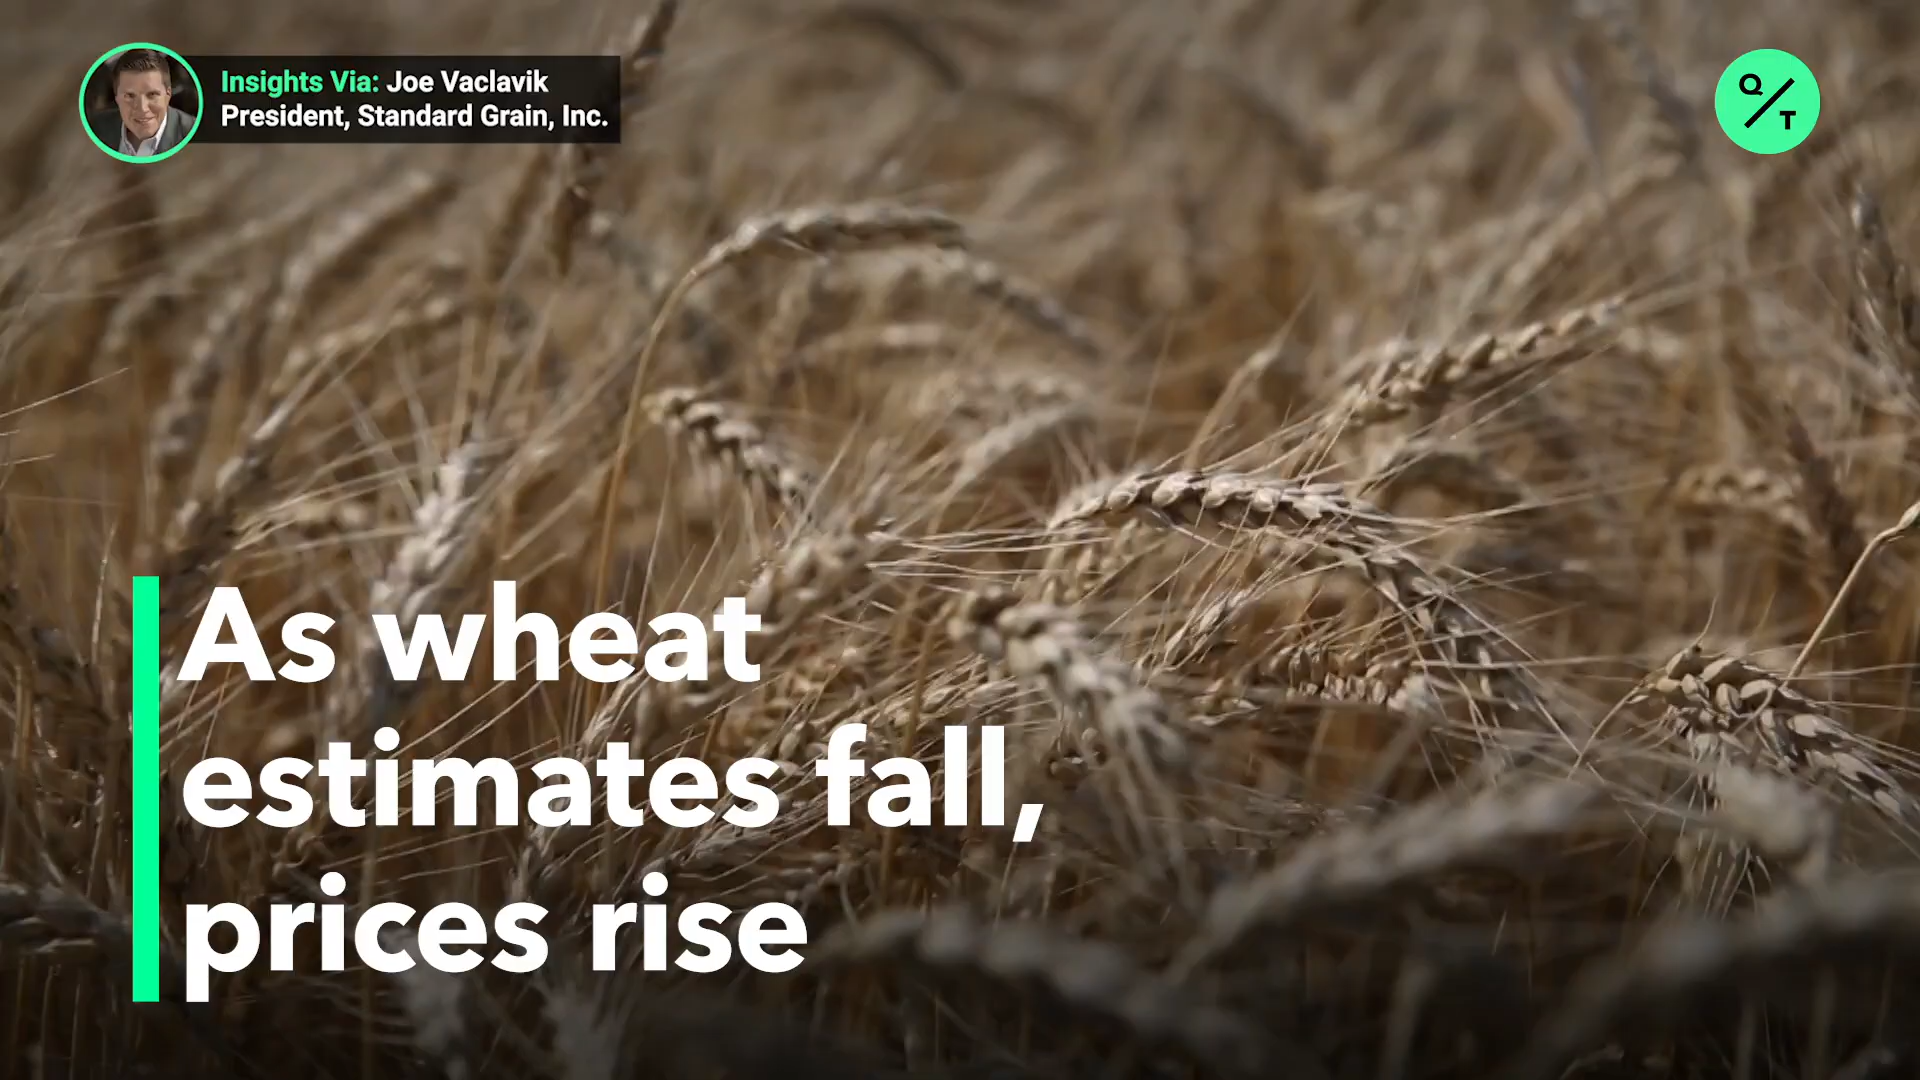 Insights Via: Joe Vaclavik
President, Standard Grain, Inc.
Q/T
As wheat
estimates fall,
prices rise